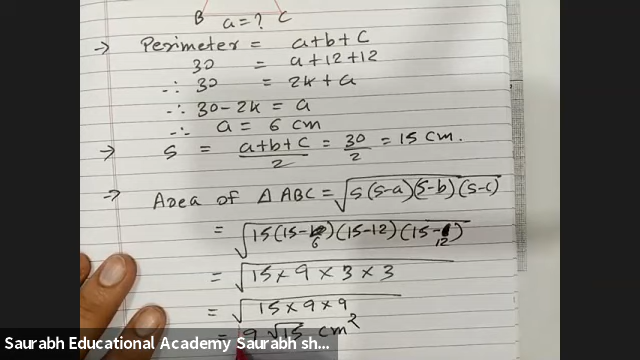 B a = ? C
→ Perimeter = a+b+c
30 = a+12+12
∴ 30 = 24+a
∴ 30-24 = a
∴ a = 6 cm
→ S = a+b+c/2 = 30/2 = 15 cm.
→ Area of △ABC = √s(s-a)(s-b)(s-c)
= √15(15-6)(15-12)(15-12)
= √15×9×3×3
= √15×9×9
= 9√15 cm²
Saurabh Educational Academy Saurabh sh...